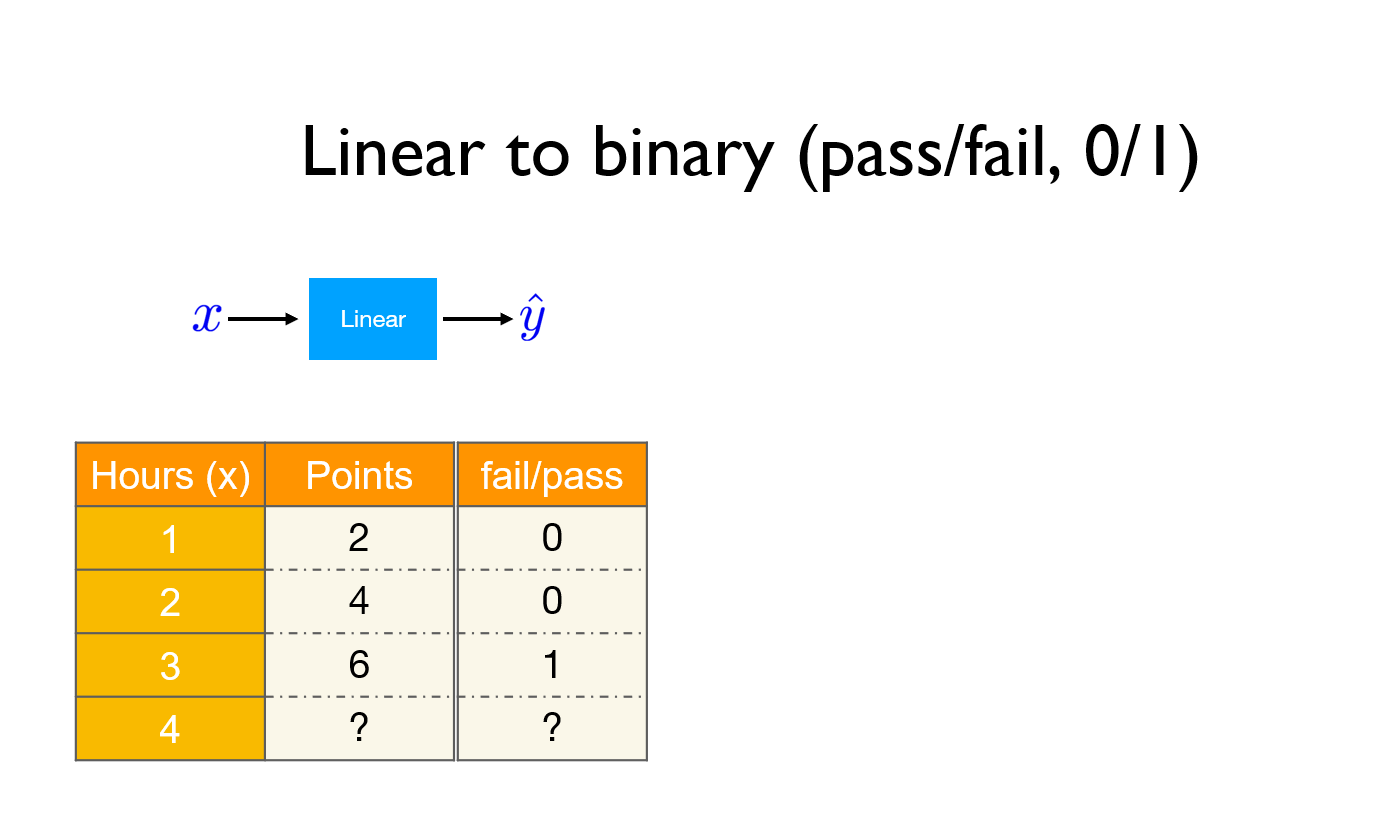 Linear to binary (pass/fail, 0/1)
x Linear ŷ
Hours (x) Points fail/pass
1 2 0
2 4 0
3 6 1
4 ? ?